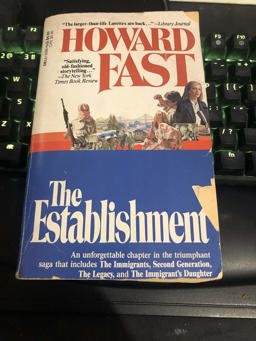 "The larger-than-life Lavettes are back..." —Library Journal
HOWARD
FAST
"Satisfying,
old-fashioned
storytelling..."
—The New York
Times Book Review
The
Establishment
An unforgettable chapter in the triumphant
saga that includes The Immigrants, Second Generation,
The Legacy, and The Immigrant's Daughter